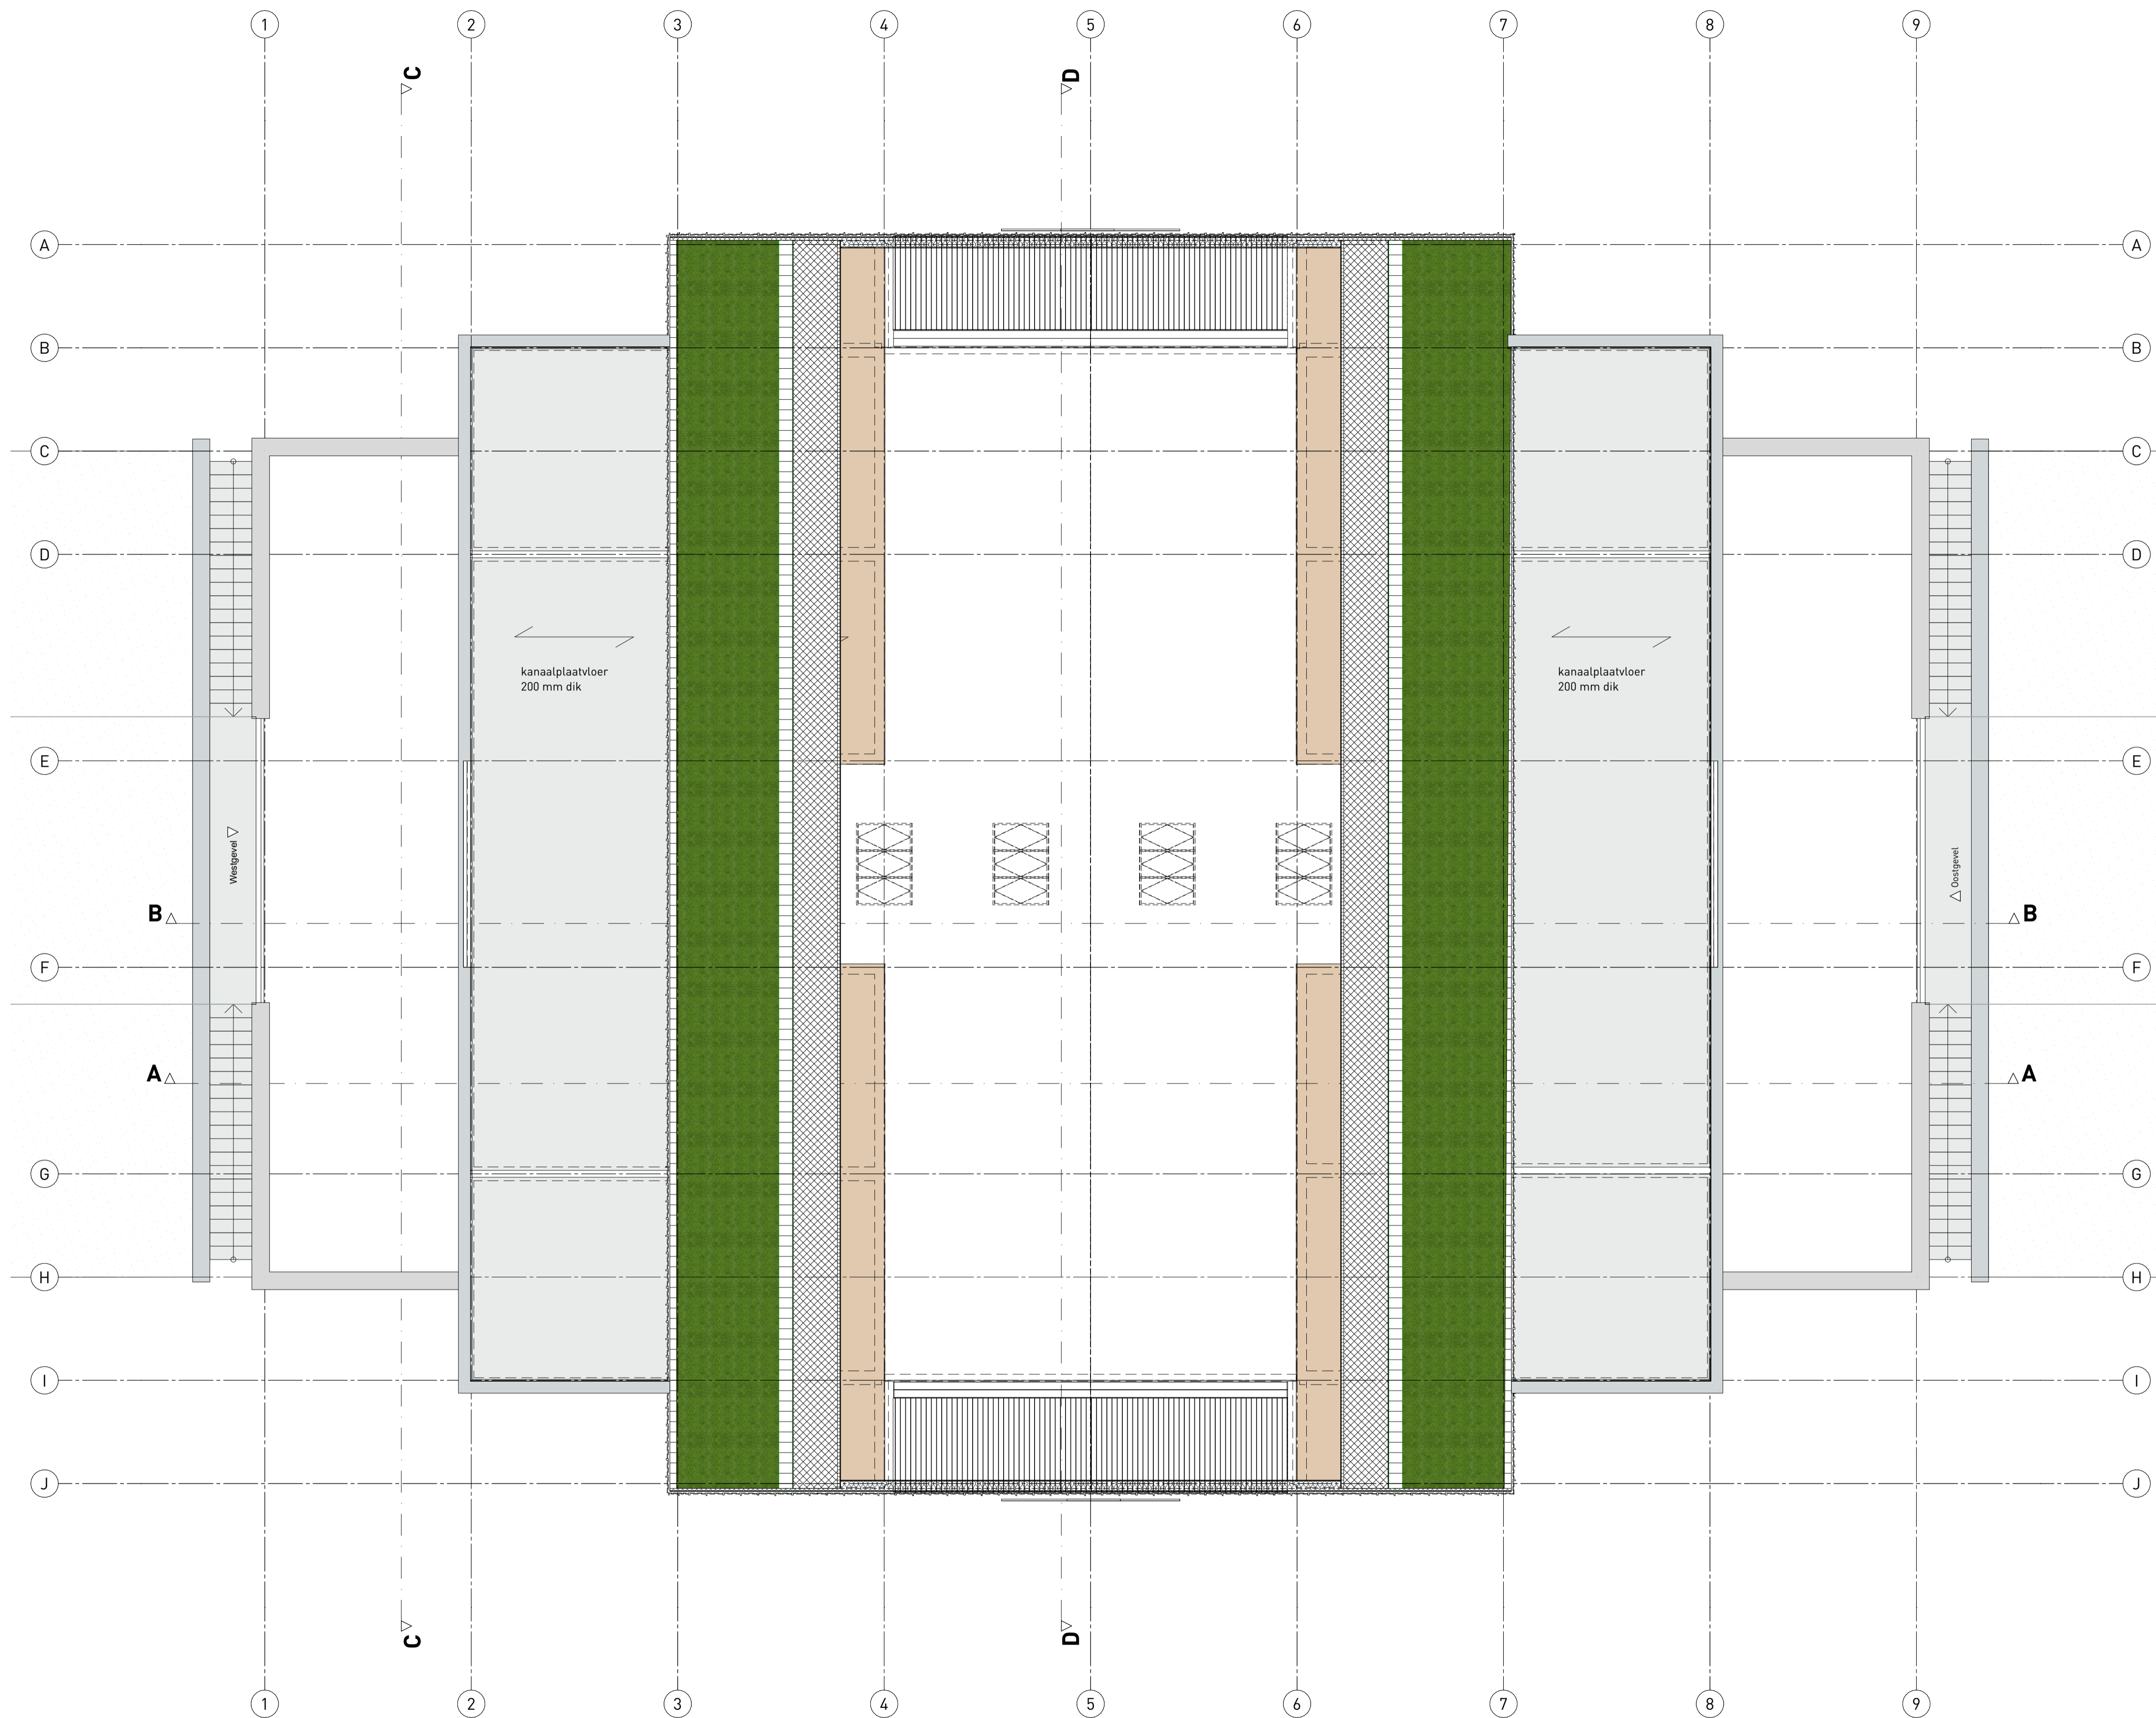 1 2 3 4 5 6 7 8 9
C D
A A
B B
C C
D D
kanaalplaatvloer kanaalplaatvloer
200 mm dik 200 mm dik
E E
Westgevel Oostgevel
B B
F F
A A
G G
H H
I I
J J
C D
1 2 3 4 5 6 7 8 9